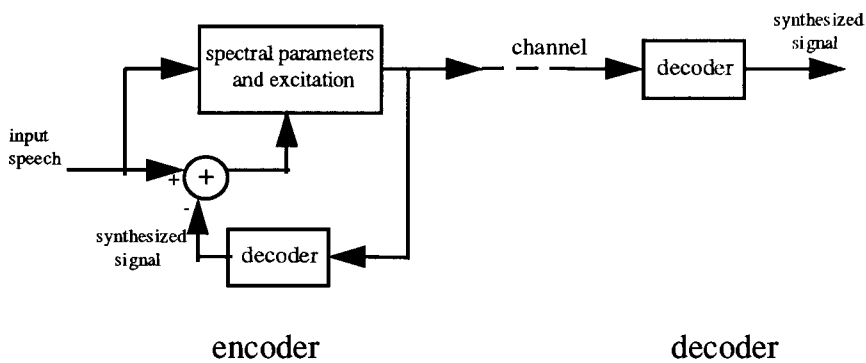 synthesized
signal
spectral parameters
and excitation
channel
decoder
input
speech
+
+
-
synthesized
signal
decoder
encoder
decoder